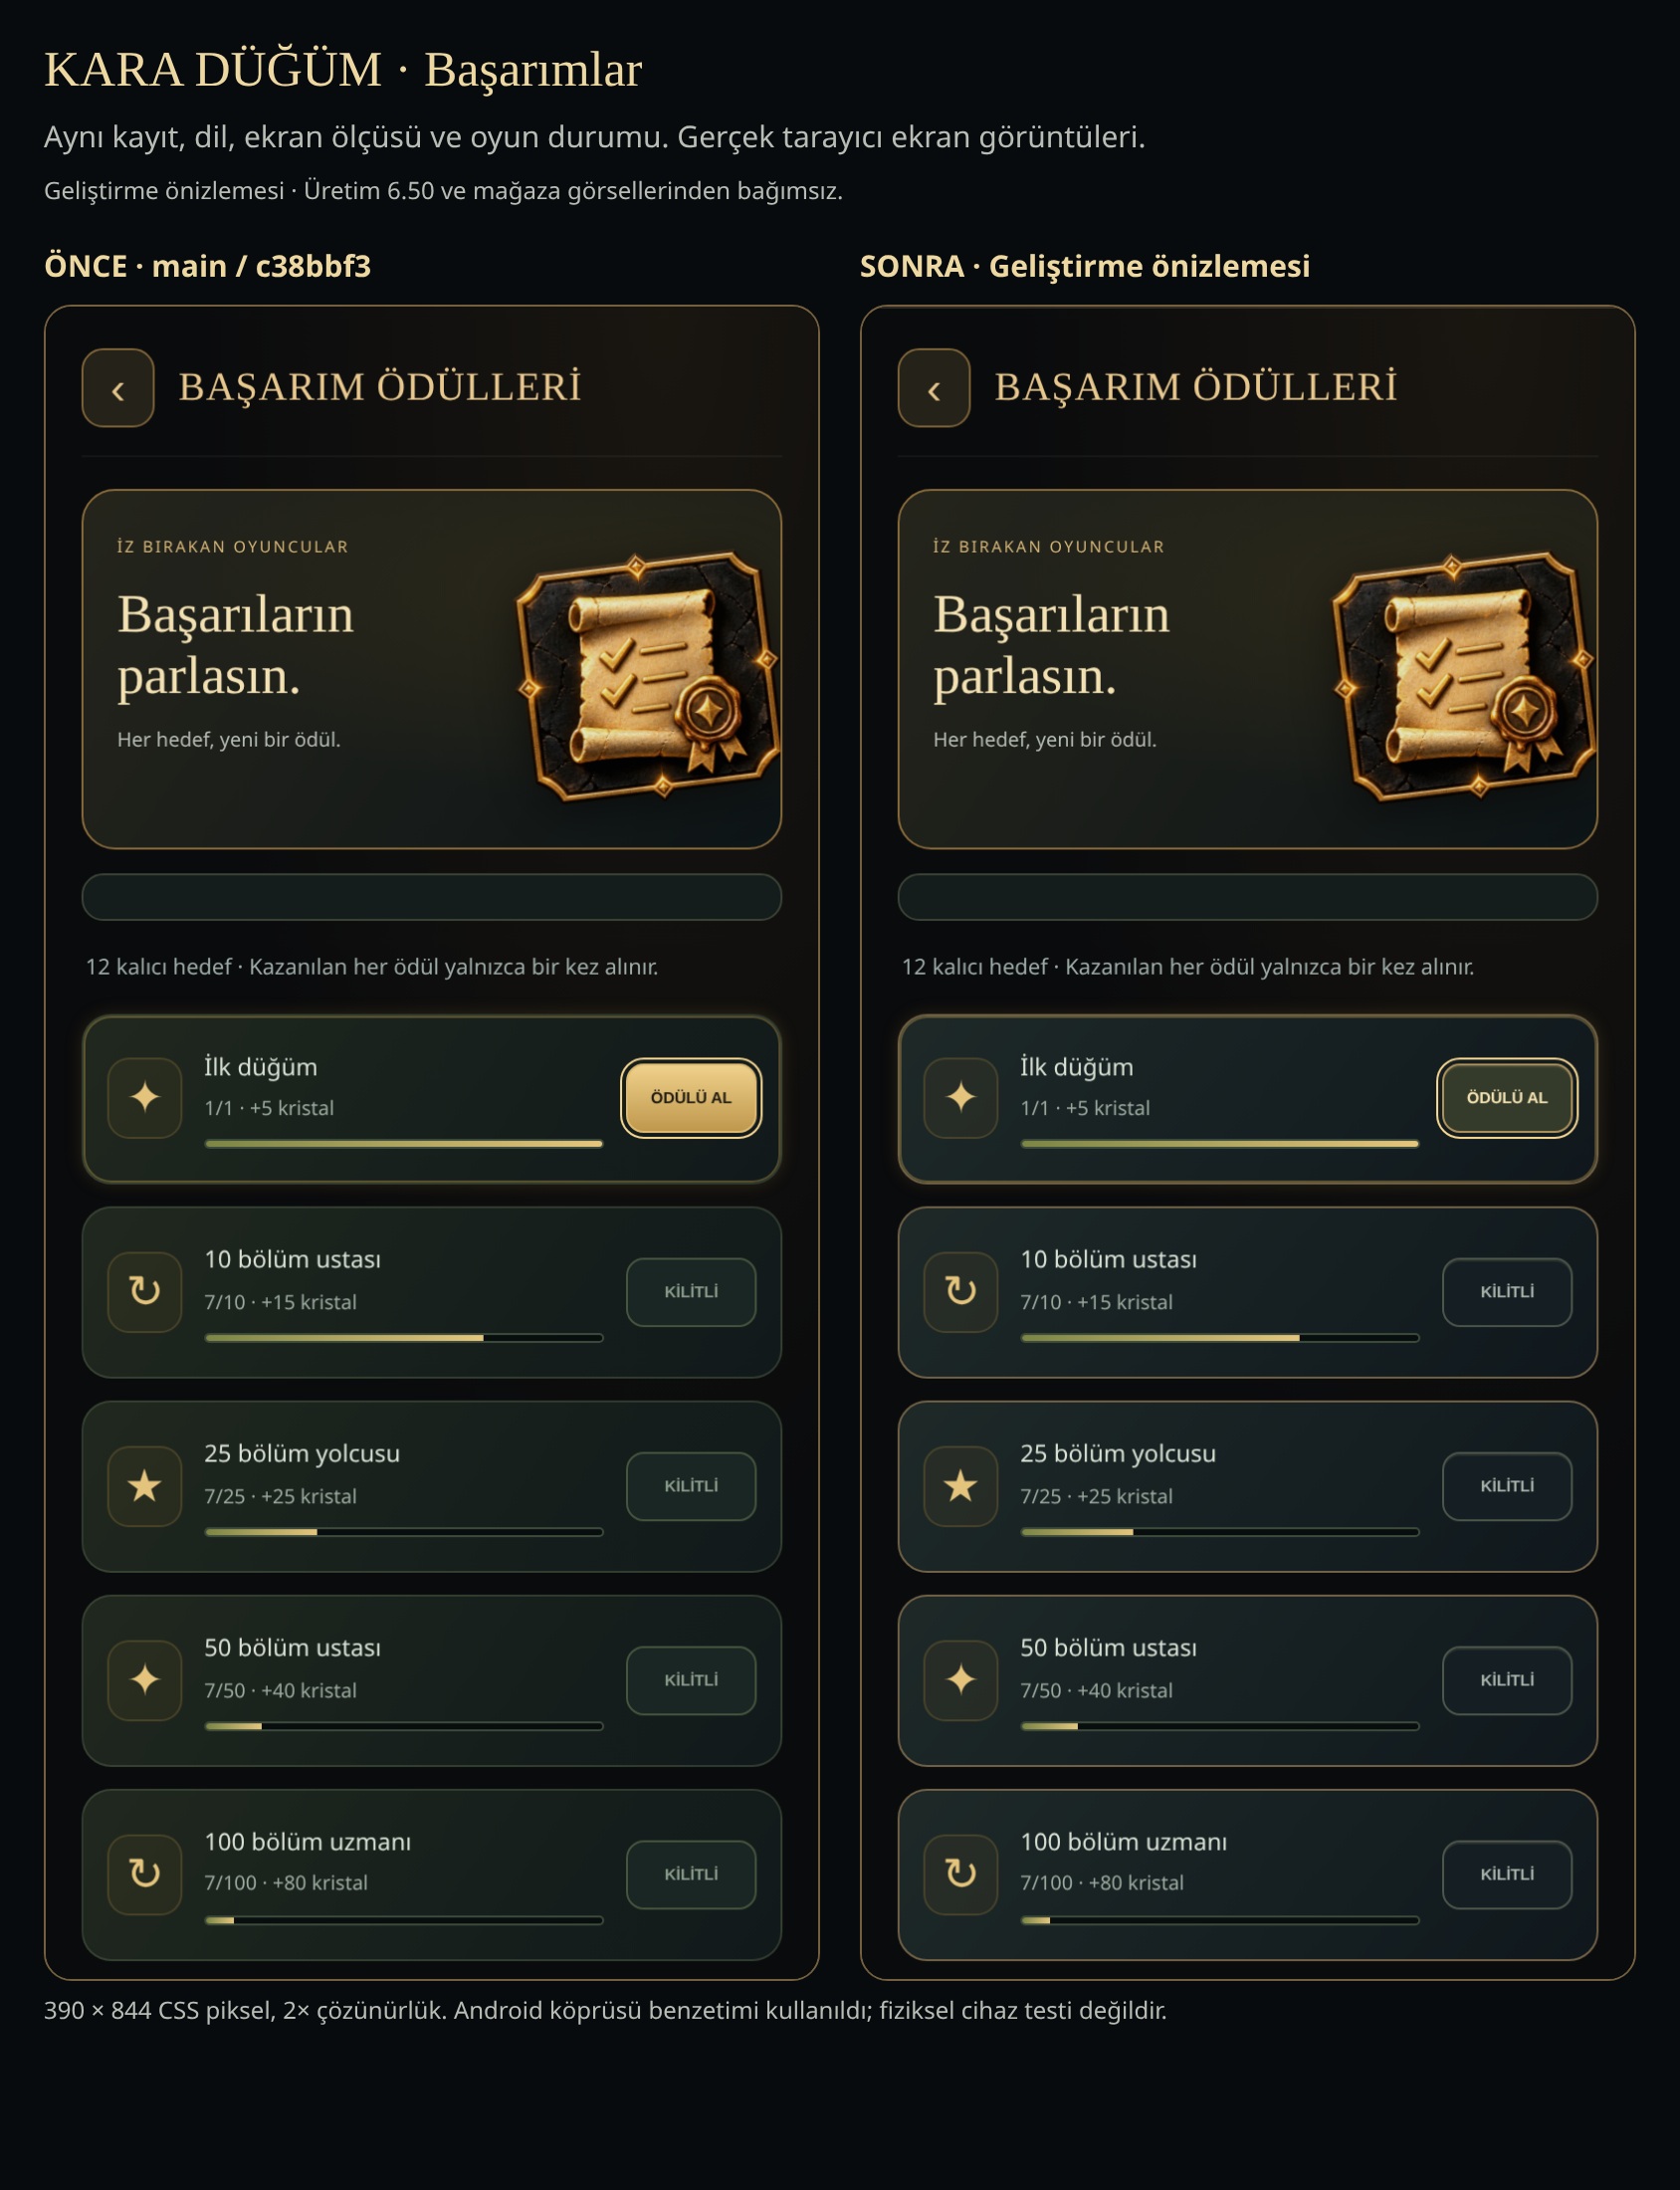 KARA DÜĞÜM · Başarımlar
Aynı kayıt, dil, ekran ölçüsü ve oyun durumu. Gerçek tarayıcı ekran görüntüleri.
Geliştirme önizlemesi · Üretim 6.50 ve mağaza görsellerinden bağımsız.
ÖNCE · main / c38bbf3
‹ BAŞARIM ÖDÜLLERİ
İZ BIRAKAN OYUNCULAR
Başarıların
parlasın.
Her hedef, yeni bir ödül.
12 kalıcı hedef · Kazanılan her ödül yalnızca bir kez alınır.
İlk düğüm
1/1 · +5 kristal
ÖDÜLÜ AL
10 bölüm ustası
7/10 · +15 kristal
KİLİTLİ
25 bölüm yolcusu
7/25 · +25 kristal
KİLİTLİ
50 bölüm ustası
7/50 · +40 kristal
KİLİTLİ
100 bölüm uzmanı
7/100 · +80 kristal
KİLİTLİ
SONRA · Geliştirme önizlemesi
‹ BAŞARIM ÖDÜLLERİ
İZ BIRAKAN OYUNCULAR
Başarıların
parlasın.
Her hedef, yeni bir ödül.
12 kalıcı hedef · Kazanılan her ödül yalnızca bir kez alınır.
İlk düğüm
1/1 · +5 kristal
ÖDÜLÜ AL
10 bölüm ustası
7/10 · +15 kristal
KİLİTLİ
25 bölüm yolcusu
7/25 · +25 kristal
KİLİTLİ
50 bölüm ustası
7/50 · +40 kristal
KİLİTLİ
100 bölüm uzmanı
7/100 · +80 kristal
KİLİTLİ
390 × 844 CSS piksel, 2× çözünürlük. Android köprüsü benzetimi kullanıldı; fiziksel cihaz testi değildir.